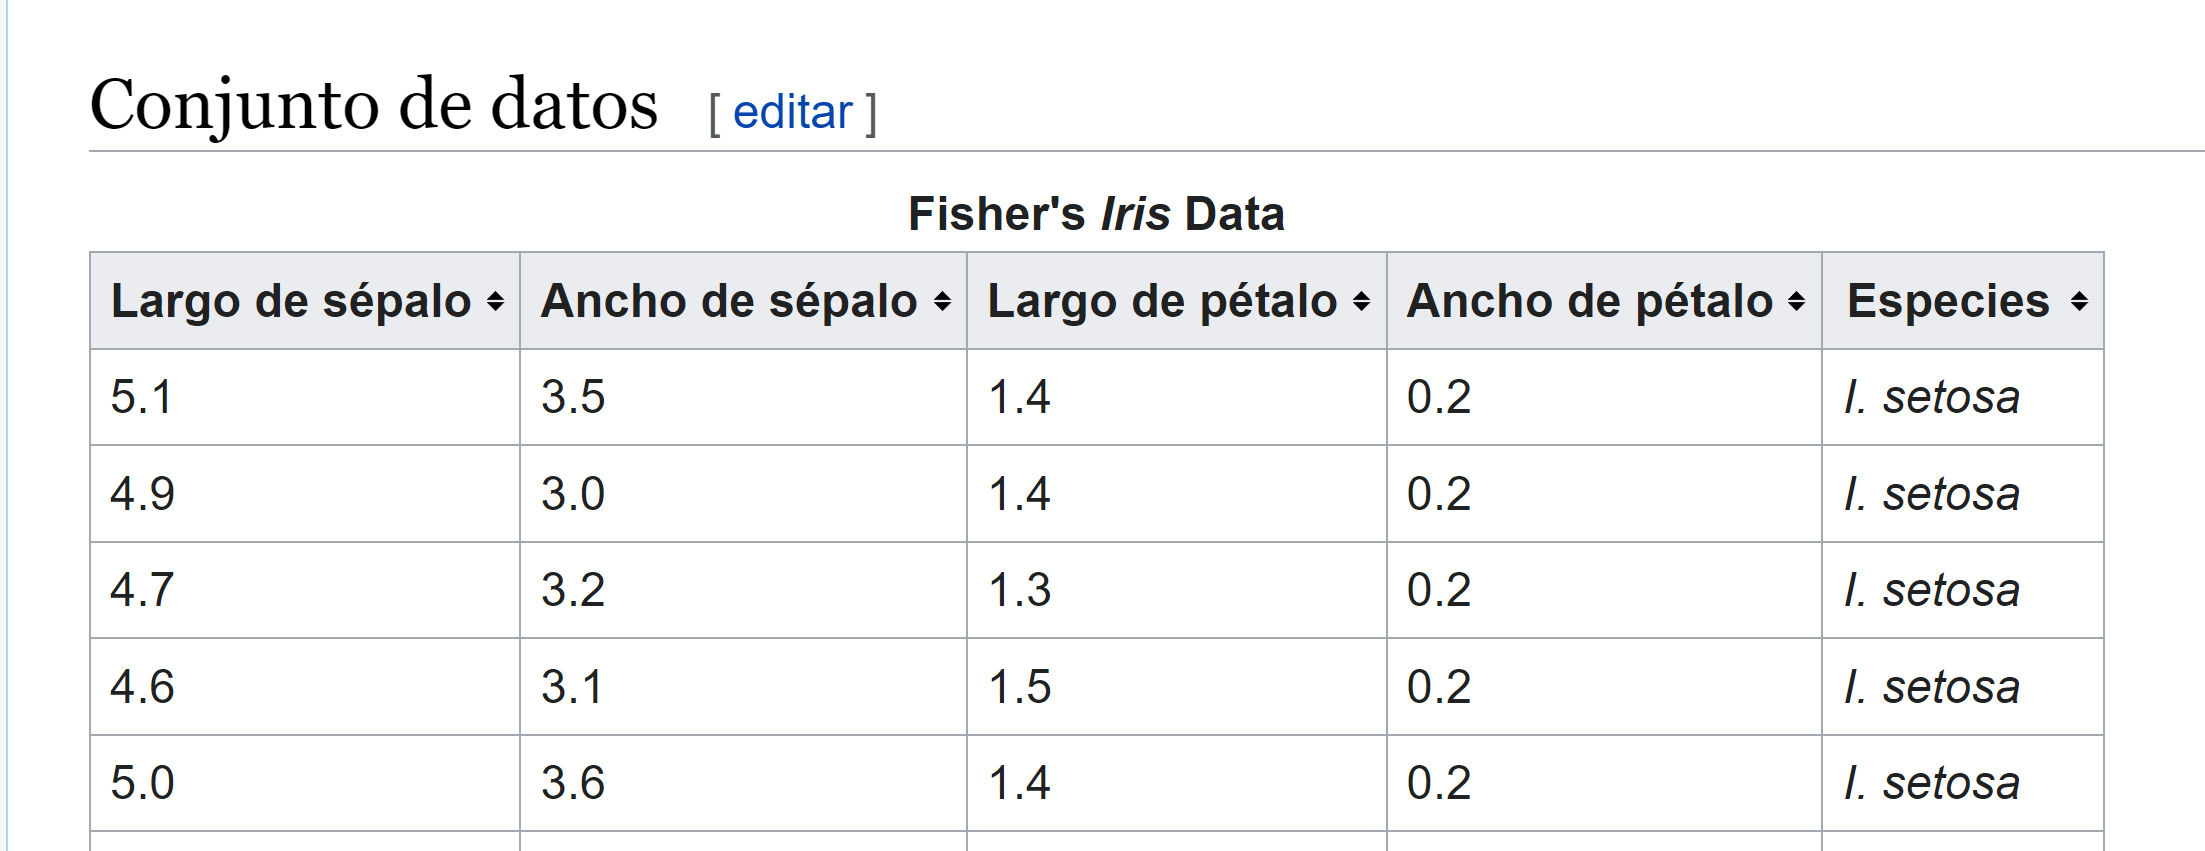 Conjunto de datos [ editar ]
Fisher's Iris Data
Largo de sépalo Ancho de sépalo Largo de pétalo Ancho de pétalo Especies
5.1 3.5 1.4 0.2 I. setosa
4.9 3.0 1.4 0.2 I. setosa
4.7 3.2 1.3 0.2 I. setosa
4.6 3.1 1.5 0.2 I. setosa
5.0 3.6 1.4 0.2 I. setosa